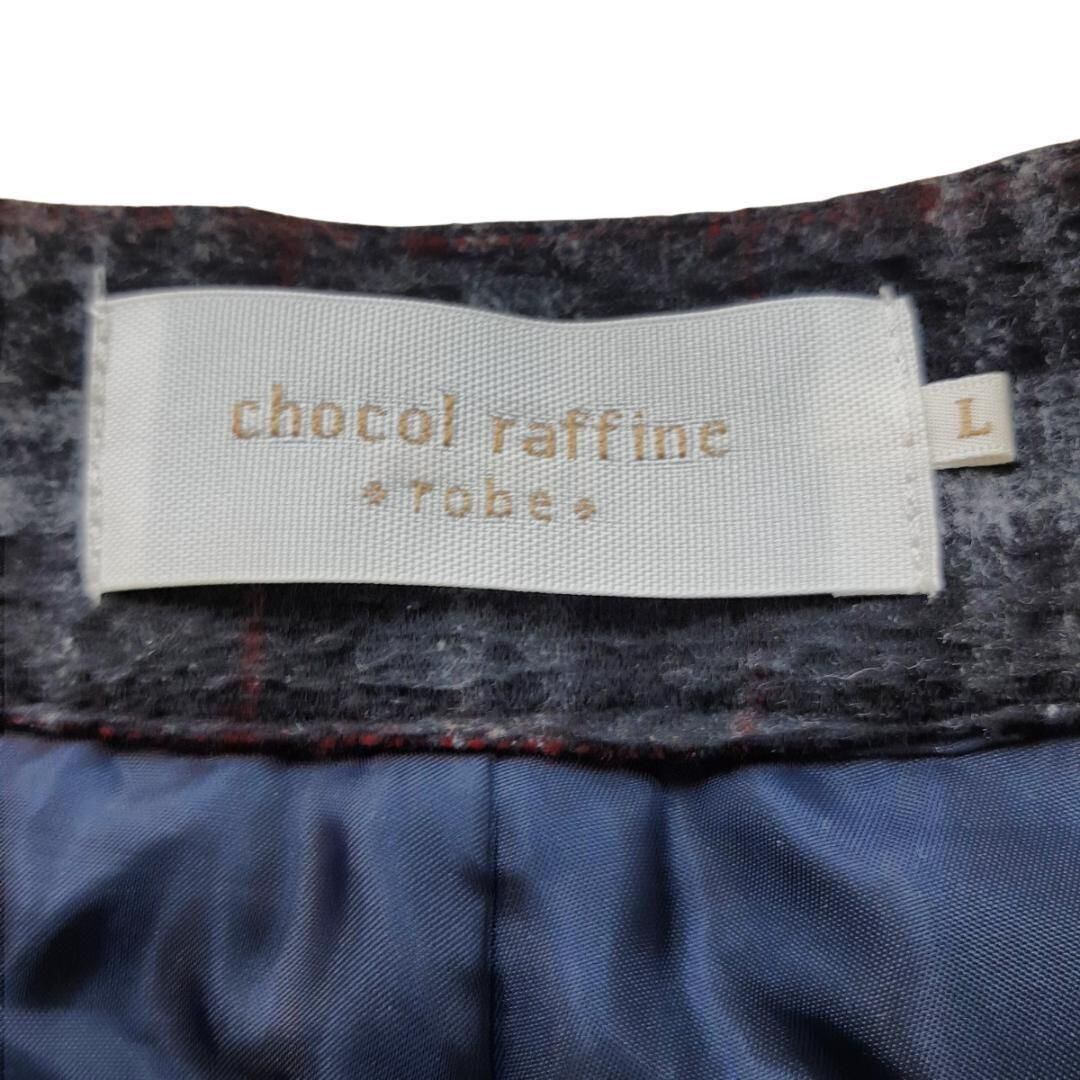 chocol raffine
*robe*
L